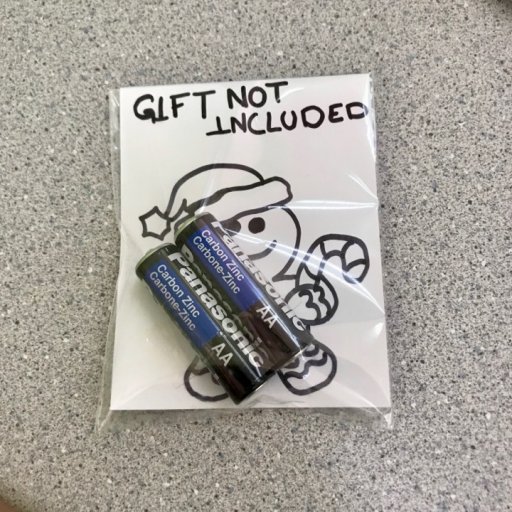 GIFT NOT
INCLUDED
Carbon Zinc
Carbone-Zinc
Panasonic
AA
Carbon Zinc
Carbone-Zinc
Panasonic
AA